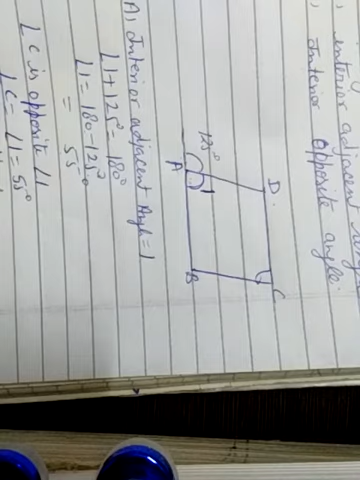 , interior adjacent
, Interior opposite angle.
D.
C
125°
1
A
B
A, Interior adjacent Angle = 1
∠1 + 125° = 180°
∠1 = 180 - 125°
= 55°
∠C is opposite ∠1
∠C = ∠1 = 55°